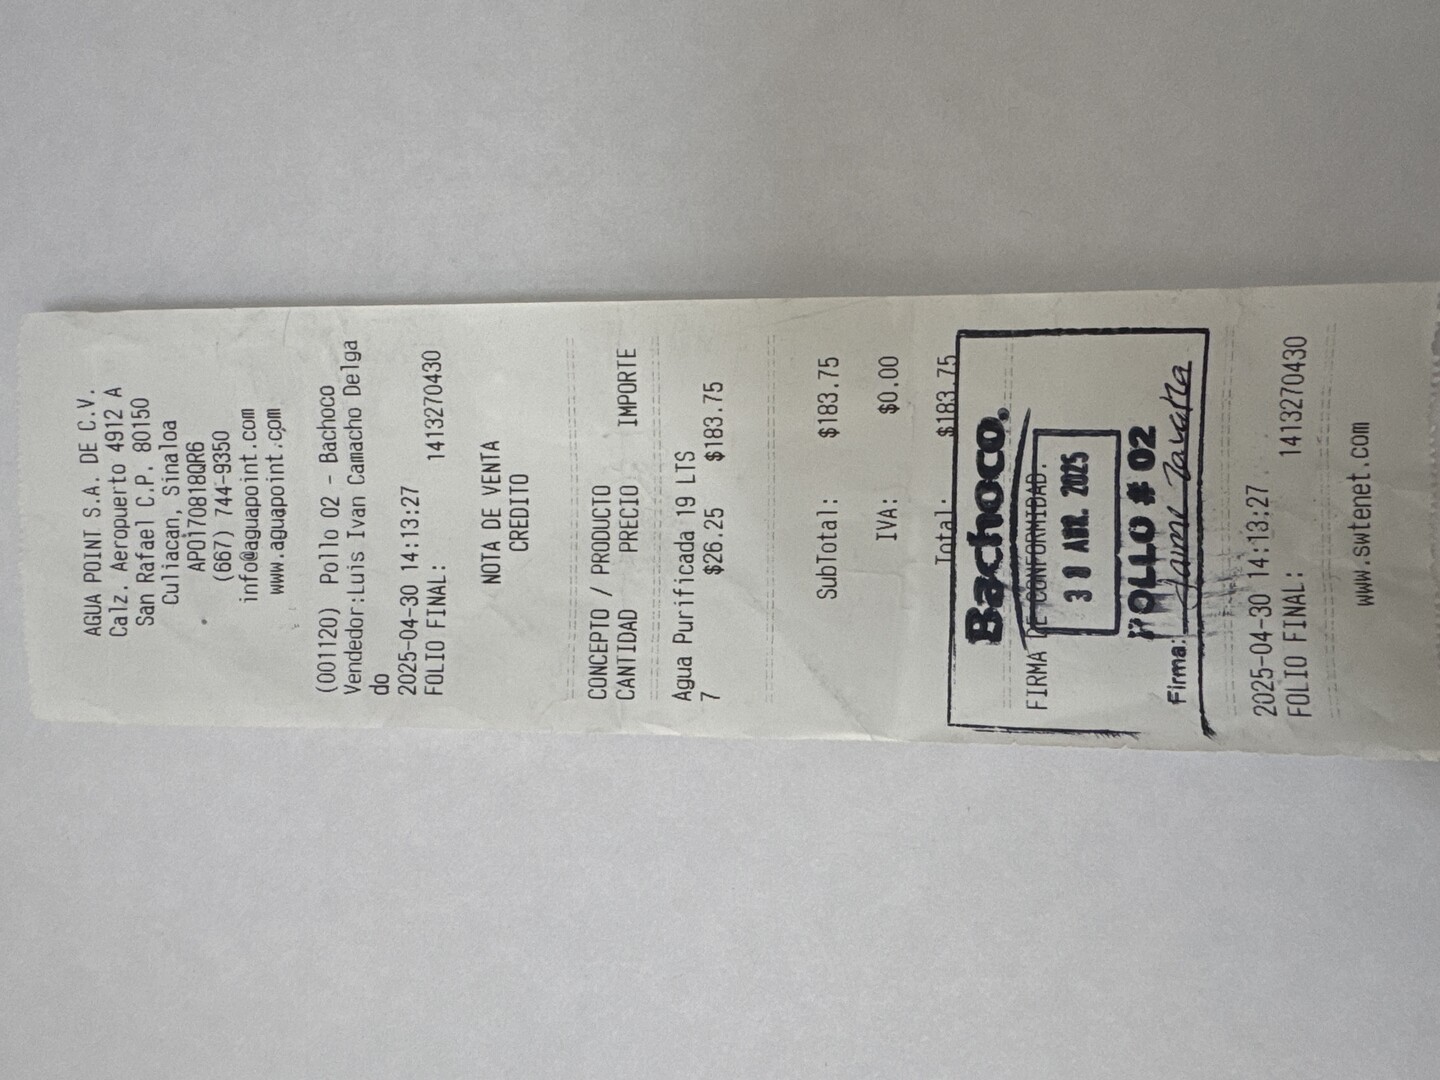 AGUA POINT S.A. DE C.V.
Calz. Aeropuerto 4912 A
San Rafael C.P. 80150
Culiacan, Sinaloa
APO170818QR6
(667) 744-9350
info@aguapoint.com
www.aguapoint.com
(001120) Pollo 02 - Bachoco
Vendedor:Luis Ivan Camacho Delga
do
2025-04-30 14:13:27
FOLIO FINAL: 1413270430
NOTA DE VENTA
CREDITO
CONCEPTO / PRODUCTO
CANTIDAD PRECIO IMPORTE
Agua Purificada 19 LTS
7 $26.25 $183.75
SubTotal: $183.75
IVA: $0.00
Total: $183.75
Bachoco.
FIRMA DE CONFORMIDAD.
30 ABR. 2025
POLLO # 02
Firma:
2025-04-30 14:13:27
FOLIO FINAL: 1413270430
www.swtenet.com